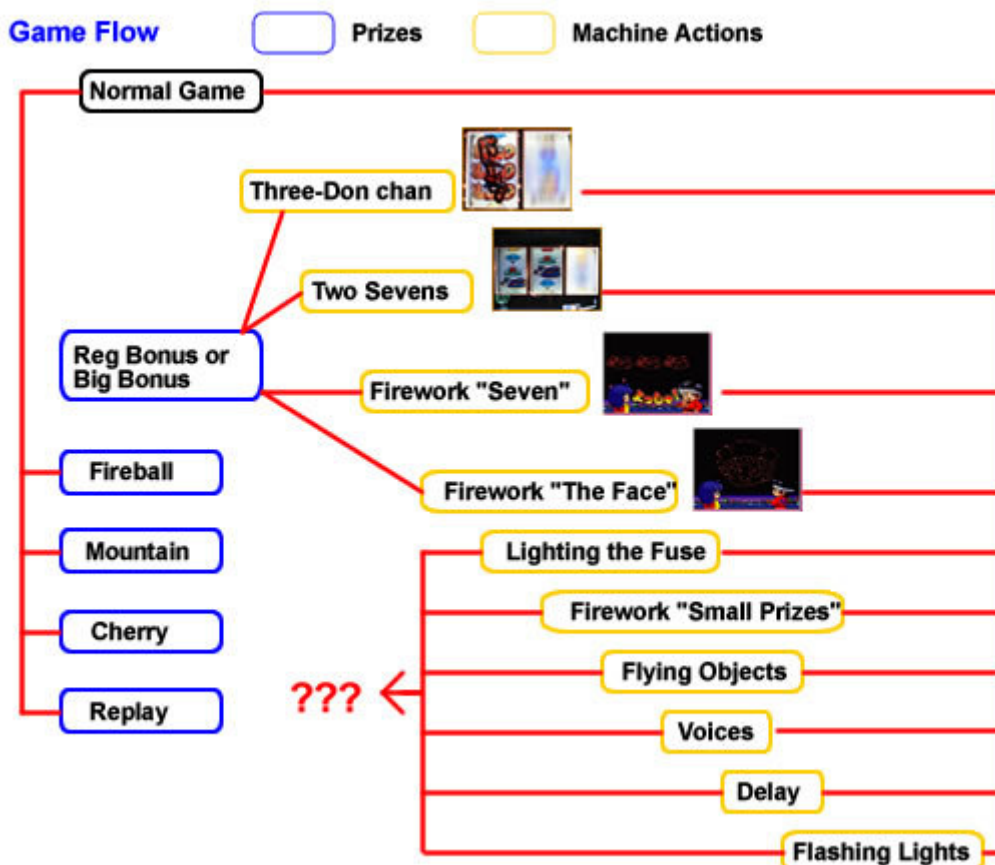 Game Flow
Prizes
Machine Actions
Normal Game
Three-Don chan
Two Sevens
Reg Bonus or
Big Bonus
Firework "Seven"
Fireball
Firework "The Face"
Mountain
Lighting the Fuse
Cherry
Firework "Small Prizes"
Flying Objects
???
Replay
Voices
Delay
Flashing Lights